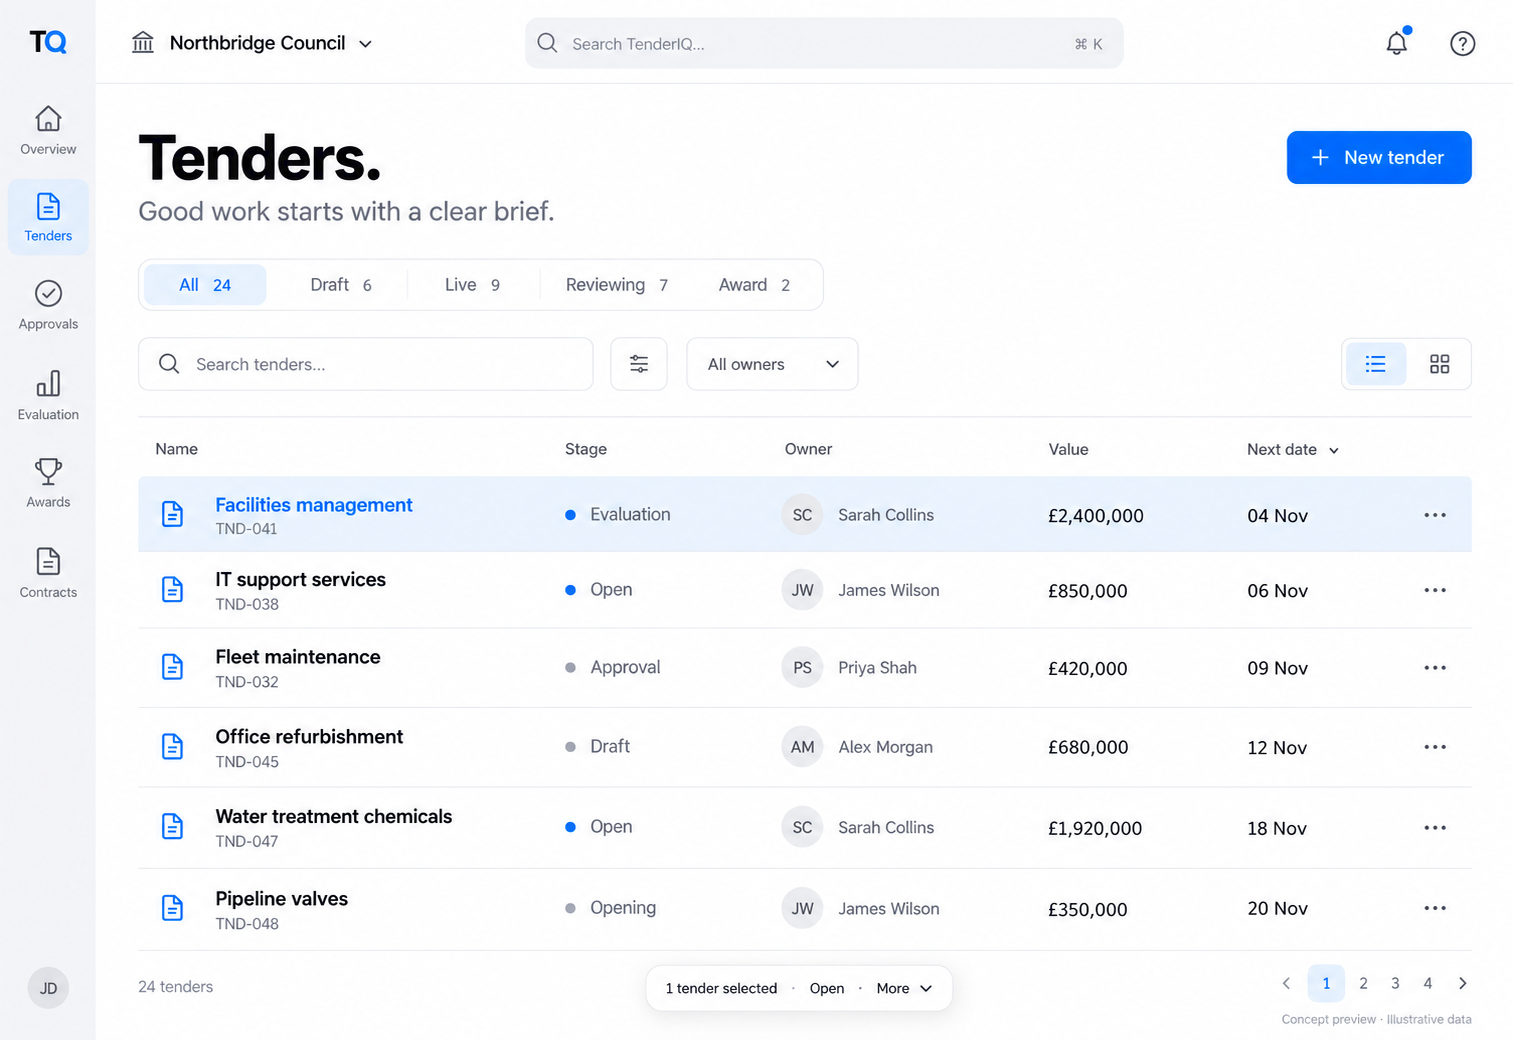 TQ
Northbridge Council
Search TenderIQ...
⌘ K
Overview
Tenders
Approvals
Evaluation
Awards
Contracts
JD
Tenders.
Good work starts with a clear brief.
+ New tender
All 24
Draft 6
Live 9
Reviewing 7
Award 2
Search tenders...
All owners
Name Stage Owner Value Next date
Facilities management
TND-041
Evaluation SC Sarah Collins £2,400,000 04 Nov
IT support services
TND-038
Open JW James Wilson £850,000 06 Nov
Fleet maintenance
TND-032
Approval PS Priya Shah £420,000 09 Nov
Office refurbishment
TND-045
Draft AM Alex Morgan £680,000 12 Nov
Water treatment chemicals
TND-047
Open SC Sarah Collins £1,920,000 18 Nov
Pipeline valves
TND-048
Opening JW James Wilson £350,000 20 Nov
24 tenders
1 tender selected · Open · More
1 2 3 4
Concept preview · Illustrative data